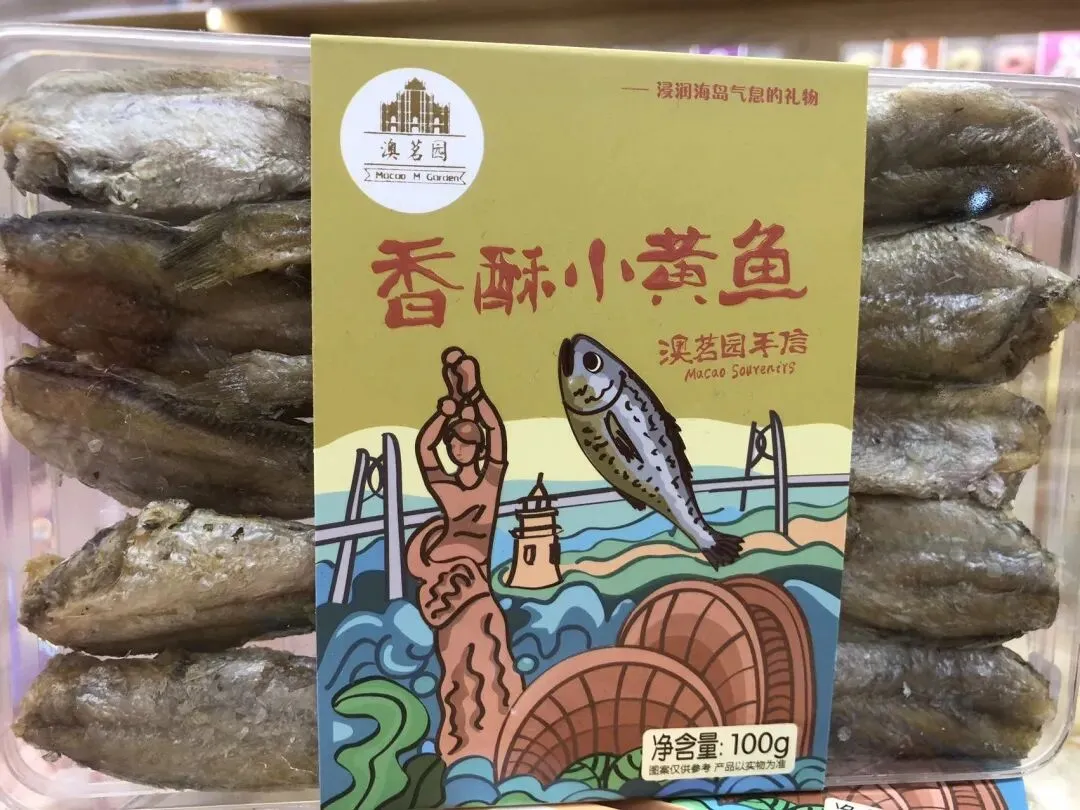 —— 浸润海岛气息的礼物
澳茗园
Macao M Garden
香酥小黄鱼
澳茗园手信
Macao Souvenirs
净含量: 100g
图案仅供参考 产品以实物为准